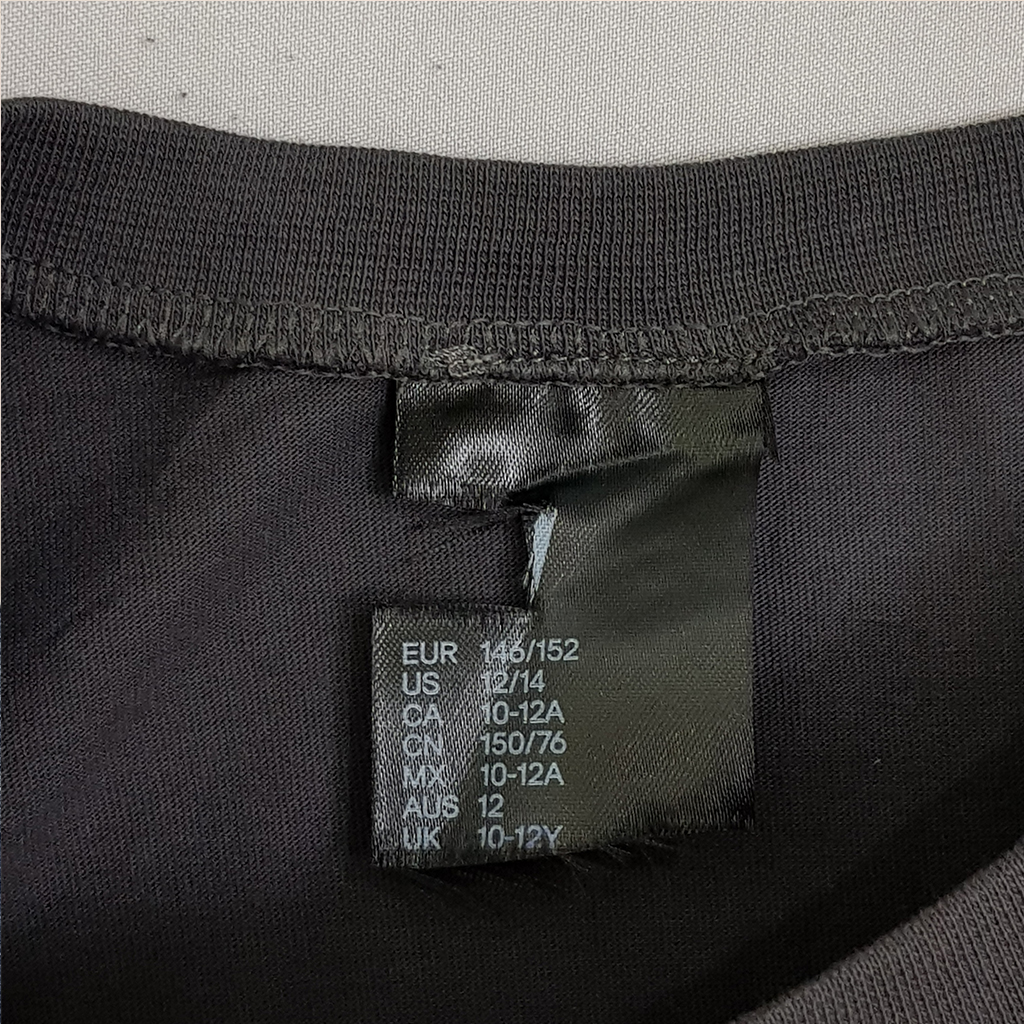 EUR 146/152
US 12/14
CA 10-12A
CN 150/76
MX 10-12A
AUS 12
UK 10-12Y